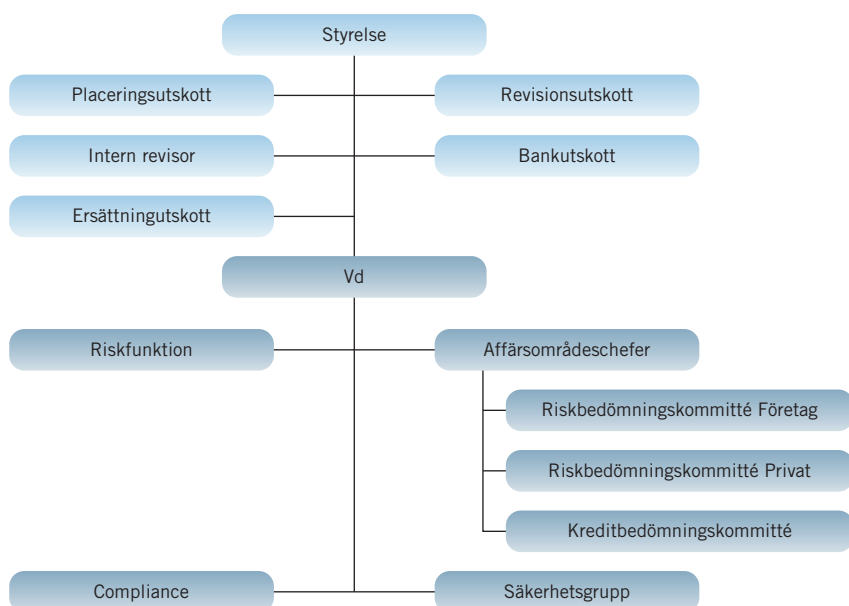 Styrelse
Placeringsutskott
Revisionsutskott
Intern revisor
Bankutskott
Ersättningutskott
Vd
Riskfunktion
Affärsområdeschefer
Riskbedömningskommitté Företag
Riskbedömningskommitté Privat
Kreditbedömningskommitté
Compliance
Säkerhetsgrupp